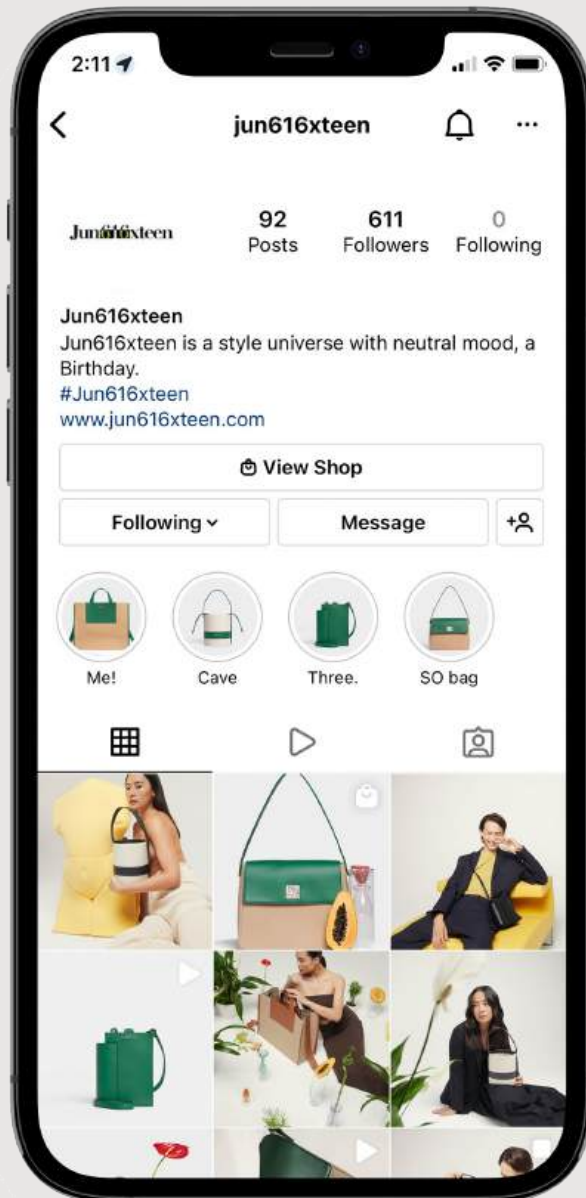 2:11
jun616xteen
Jun616xteen
92 611 0
Posts Followers Following
Jun616xteen
Jun616xteen is a style universe with neutral mood, a
Birthday.
#Jun616xteen
www.jun616xteen.com
View Shop
Following Message
Me! Cave Three. SO bag